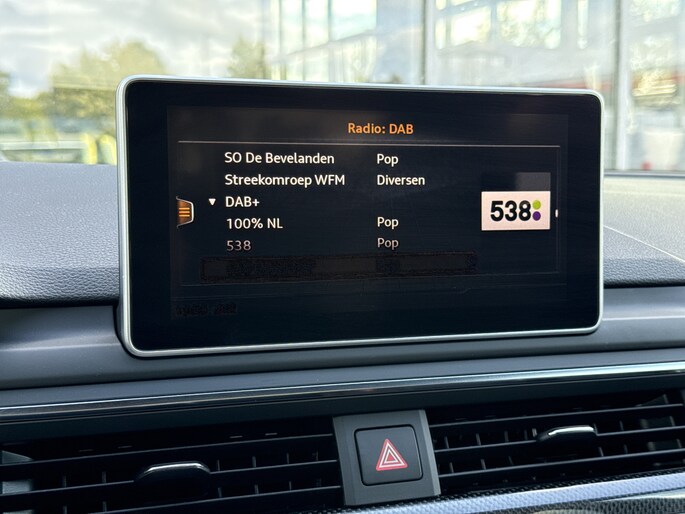 Radio: DAB
SO De Bevelanden Pop
Streekomroep WFM Diversen
DAB+
100% NL Pop
538 Pop
538